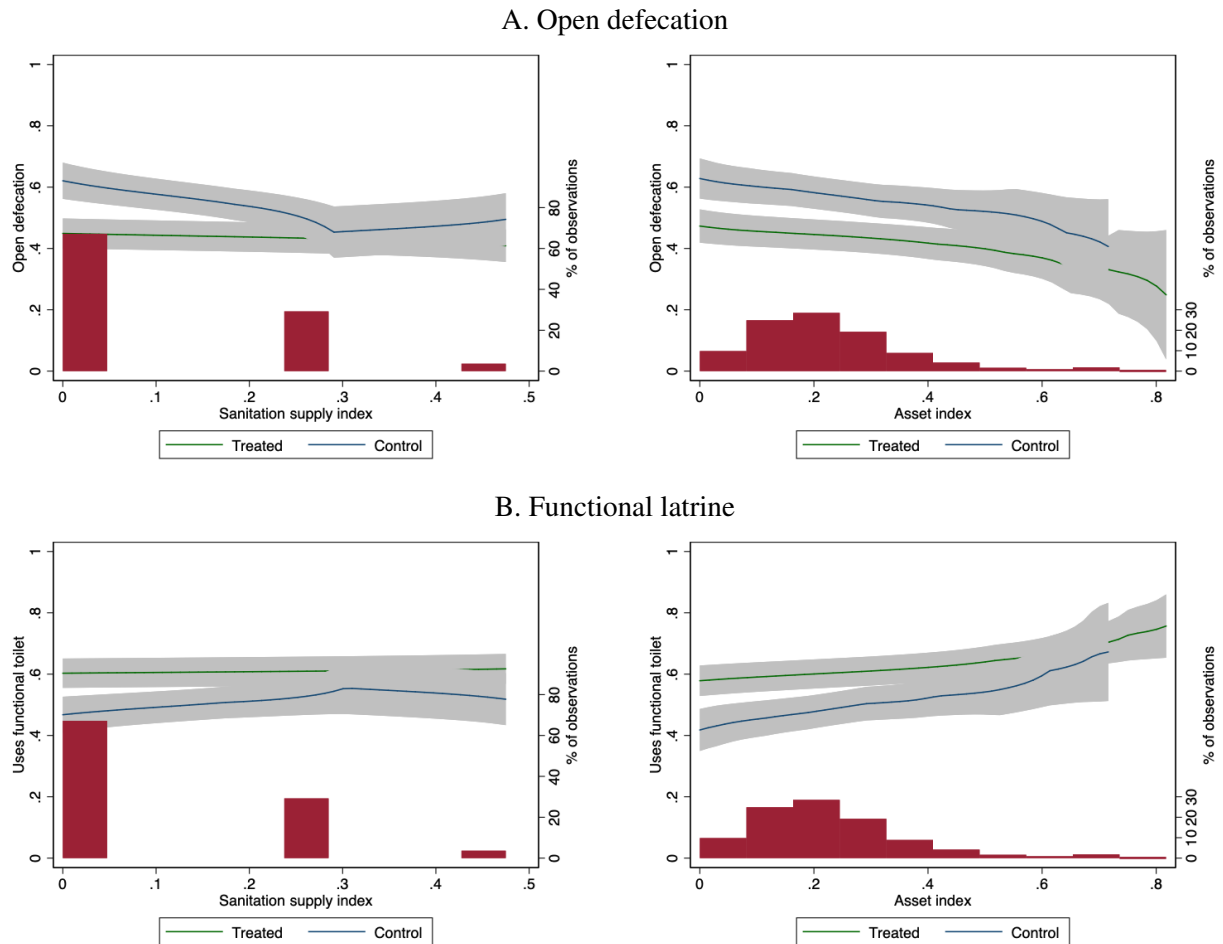 A. Open defecation
Open defecation
0 .2 .4 .6 .8 1
% of observations
0 20 40 60 80
0 .1 .2 .3 .4 .5
Sanitation supply index
Treated Control
Open defecation
0 .2 .4 .6 .8 1
% of observations
0 10 20 30
0 .2 .4 .6 .8
Asset index
Treated Control
B. Functional latrine
Uses functional toilet
0 .2 .4 .6 .8 1
% of observations
0 20 40 60 80
0 .1 .2 .3 .4 .5
Sanitation supply index
Treated Control
Uses functional toilet
0 .2 .4 .6 .8 1
% of observations
0 10 20 30
0 .2 .4 .6 .8
Asset index
Treated Control